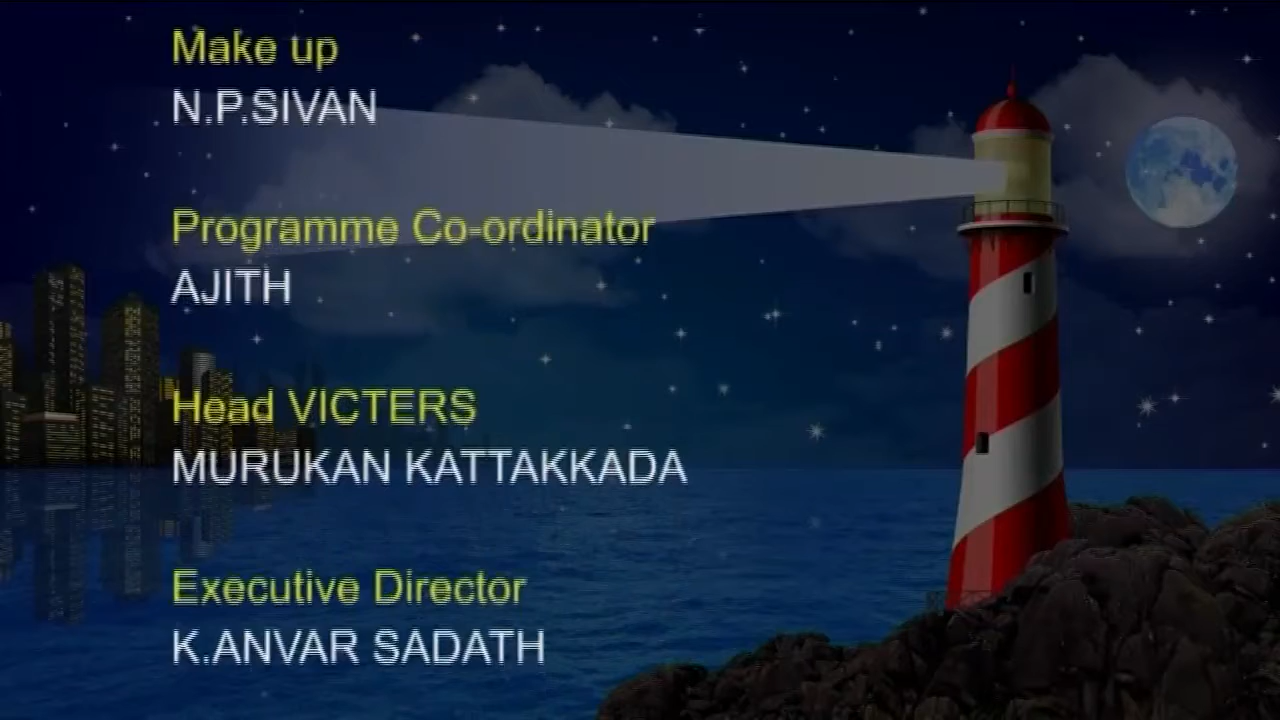 Make up
N.P.SIVAN
Programme Co-ordinator
AJITH
Head VICTERS
MURUKAN KATTAKKADA
Executive Director
K.ANVAR SADATH